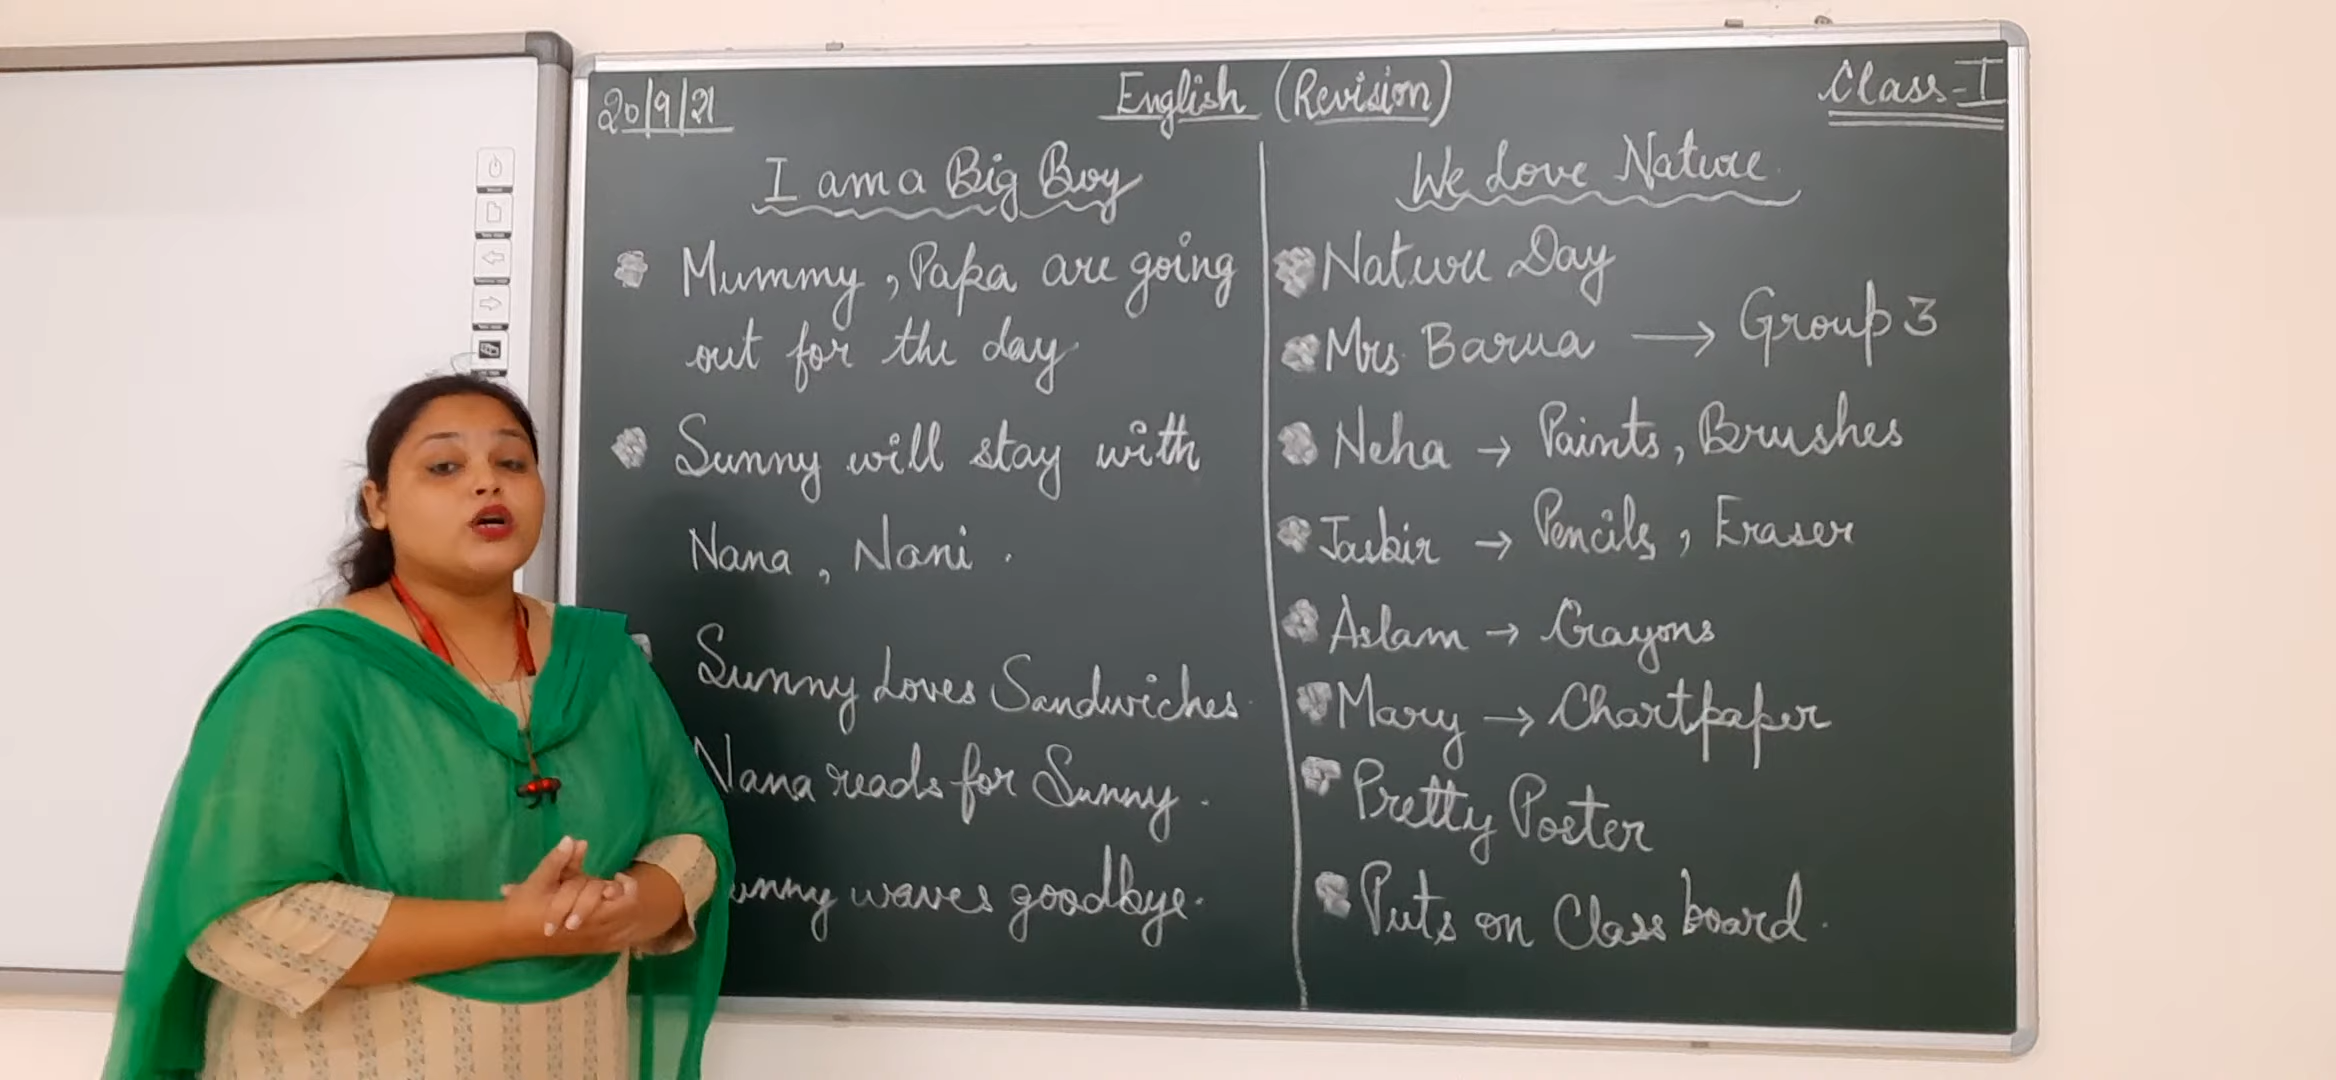 20/9/21
English (Revision)
Class-I
I am a Big Boy
Mummy, Papa are going
out for the day
Sunny will stay with
Nana, Nani.
Sunny Loves Sandwiches.
Nana reads for Sunny.
unny waves goodbye.
We Love Nature
Nature Day
Mrs. Barua → Group 3
Neha → Paints, Brushes
Jasbir → Pencils, Eraser
Aslam → Crayons
Mary → Chartpaper
Pretty Poster
Puts on Class board.